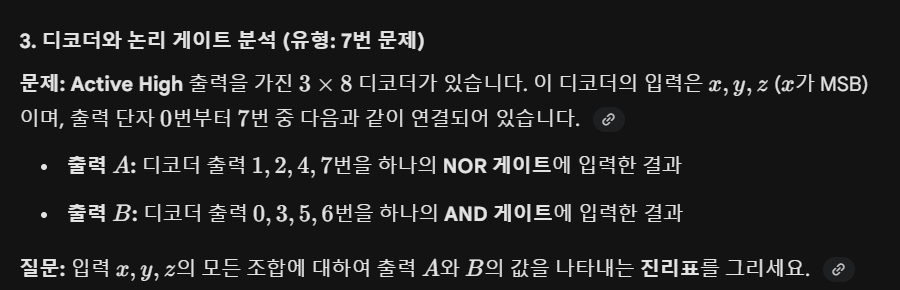 3. 디코더와 논리 게이트 분석 (유형: 7번 문제)
문제: Active High 출력을 가진 3 × 8 디코더가 있습니다. 이 디코더의 입력은 x, y, z (x가 MSB)
이며, 출력 단자 0번부터 7번 중 다음과 같이 연결되어 있습니다.
• 출력 A: 디코더 출력 1, 2, 4, 7번을 하나의 NOR 게이트에 입력한 결과
• 출력 B: 디코더 출력 0, 3, 5, 6번을 하나의 AND 게이트에 입력한 결과
질문: 입력 x, y, z의 모든 조합에 대하여 출력 A와 B의 값을 나타내는 진리표를 그리세요.